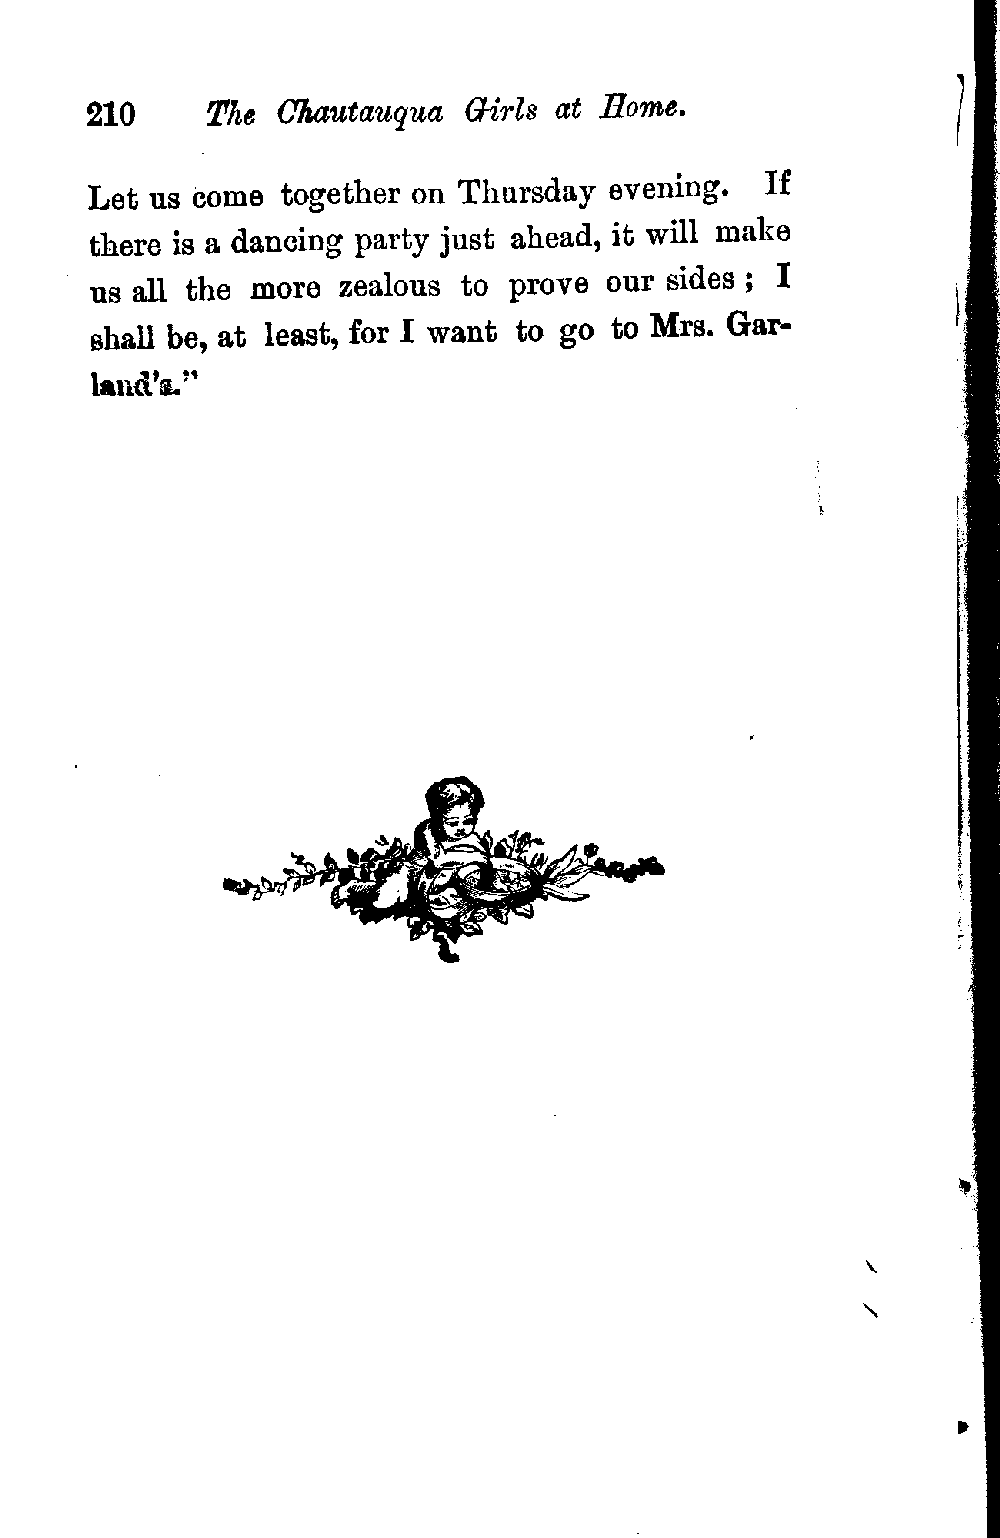 210 The Chautauqua Girls at Home.
Let us come together on Thursday evening. If
there is a dancing party just ahead, it will make
us all the more zealous to prove our sides ; I
shall be, at least, for I want to go to Mrs. Gar-
land's."